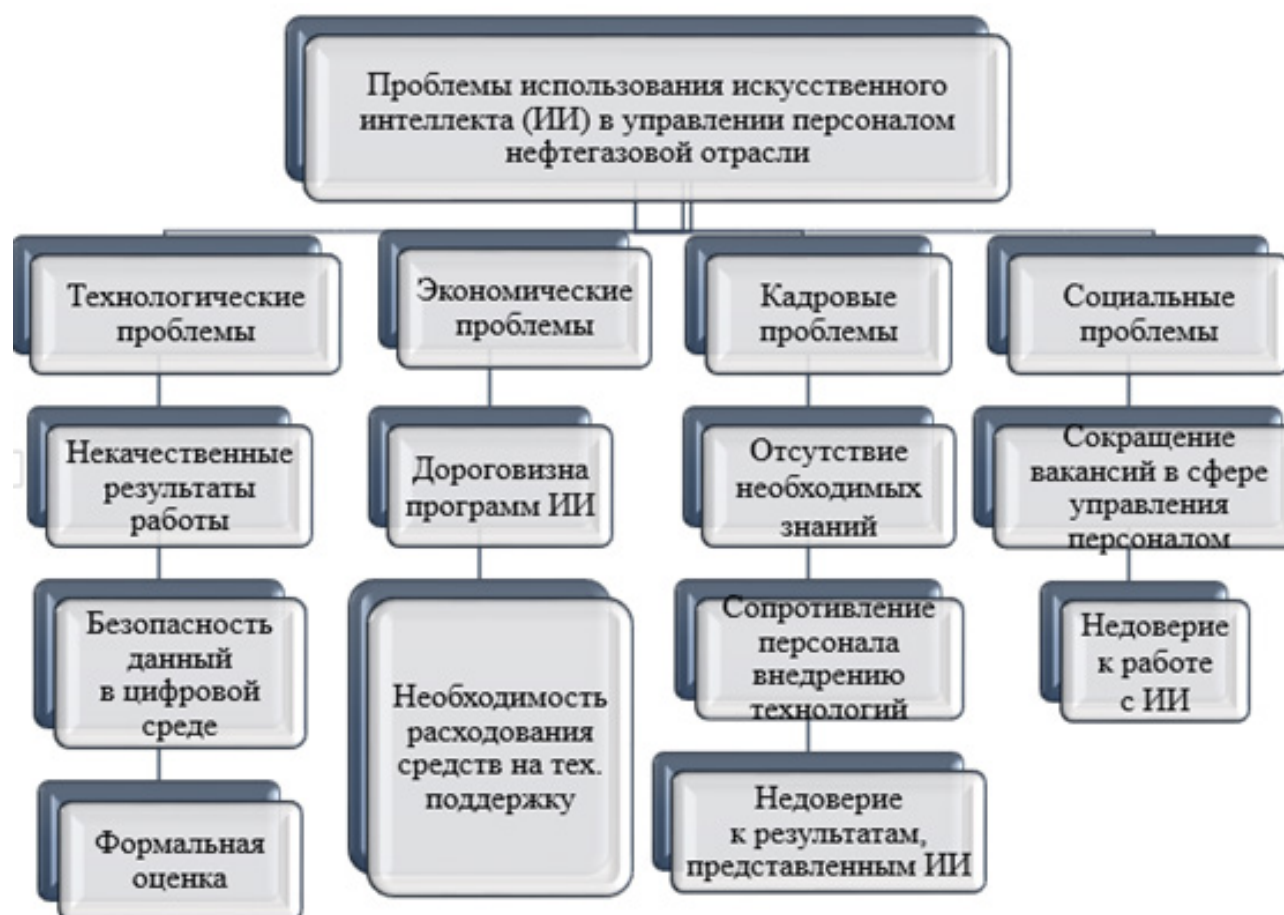 Проблемы использования искусственного
интеллекта (ИИ) в управлении персоналом
нефтегазовой отрасли
Технологические
проблемы
Некачественные
результаты
работы
Безопасность
данный
в цифровой
среде
Формальная
оценка
Экономические
проблемы
Дороговизна
программ ИИ
Необходимость
расходования
средств на тех.
поддержку
Кадровые
проблемы
Отсутствие
необходимых
знаний
Сопротивление
персонала
внедрению
технологий
Недоверие
к результатам,
представленным ИИ
Социальные
проблемы
Сокращение
вакансий в сфере
управления
персоналом
Недоверие
к работе
с ИИ